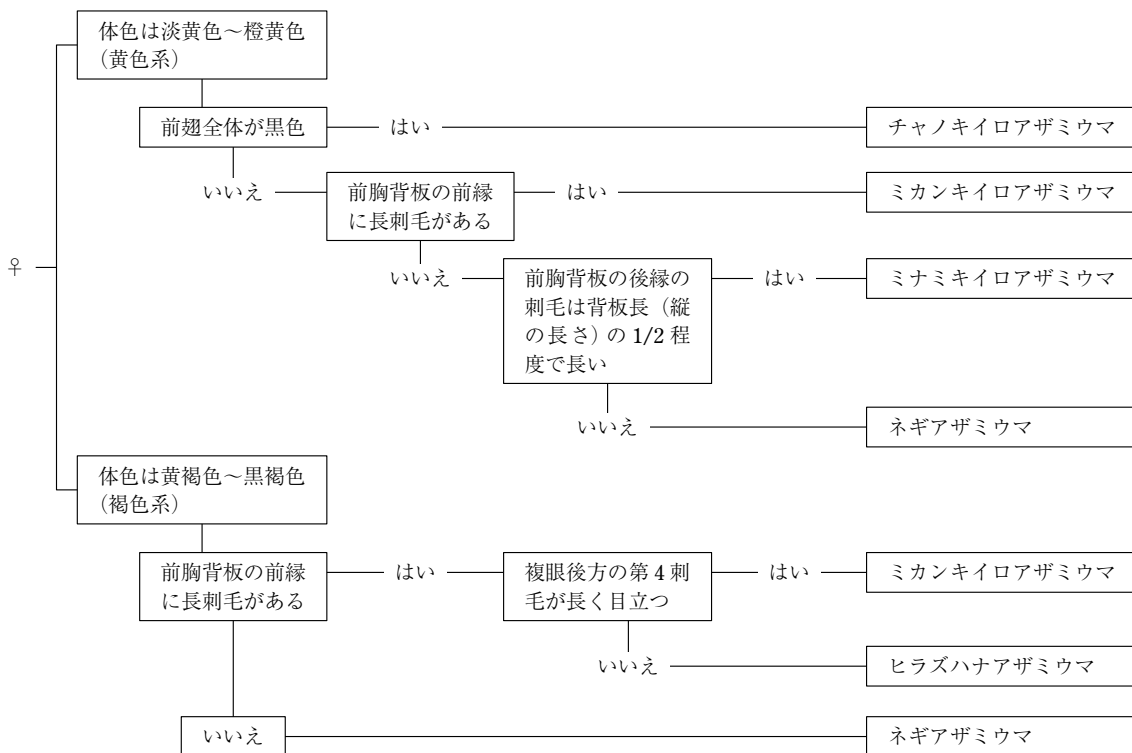 体色は淡黄色~橙黄色
(黄色系)
前翅全体が黒色
はい
チャノキイロアザミウマ
いいえ
前胸背板の前縁
に長刺毛がある
はい
ミカンキイロアザミウマ
♀
いいえ
前胸背板の後縁の
刺毛は背板長(縦
の長さ)の 1/2 程
度で長い
はい
ミナミキイロアザミウマ
いいえ
ネギアザミウマ
体色は黄褐色~黒褐色
(褐色系)
前胸背板の前縁
に長刺毛がある
はい
複眼後方の第 4 刺
毛が長く目立つ
はい
ミカンキイロアザミウマ
いいえ
ヒラズハナアザミウマ
いいえ
ネギアザミウマ